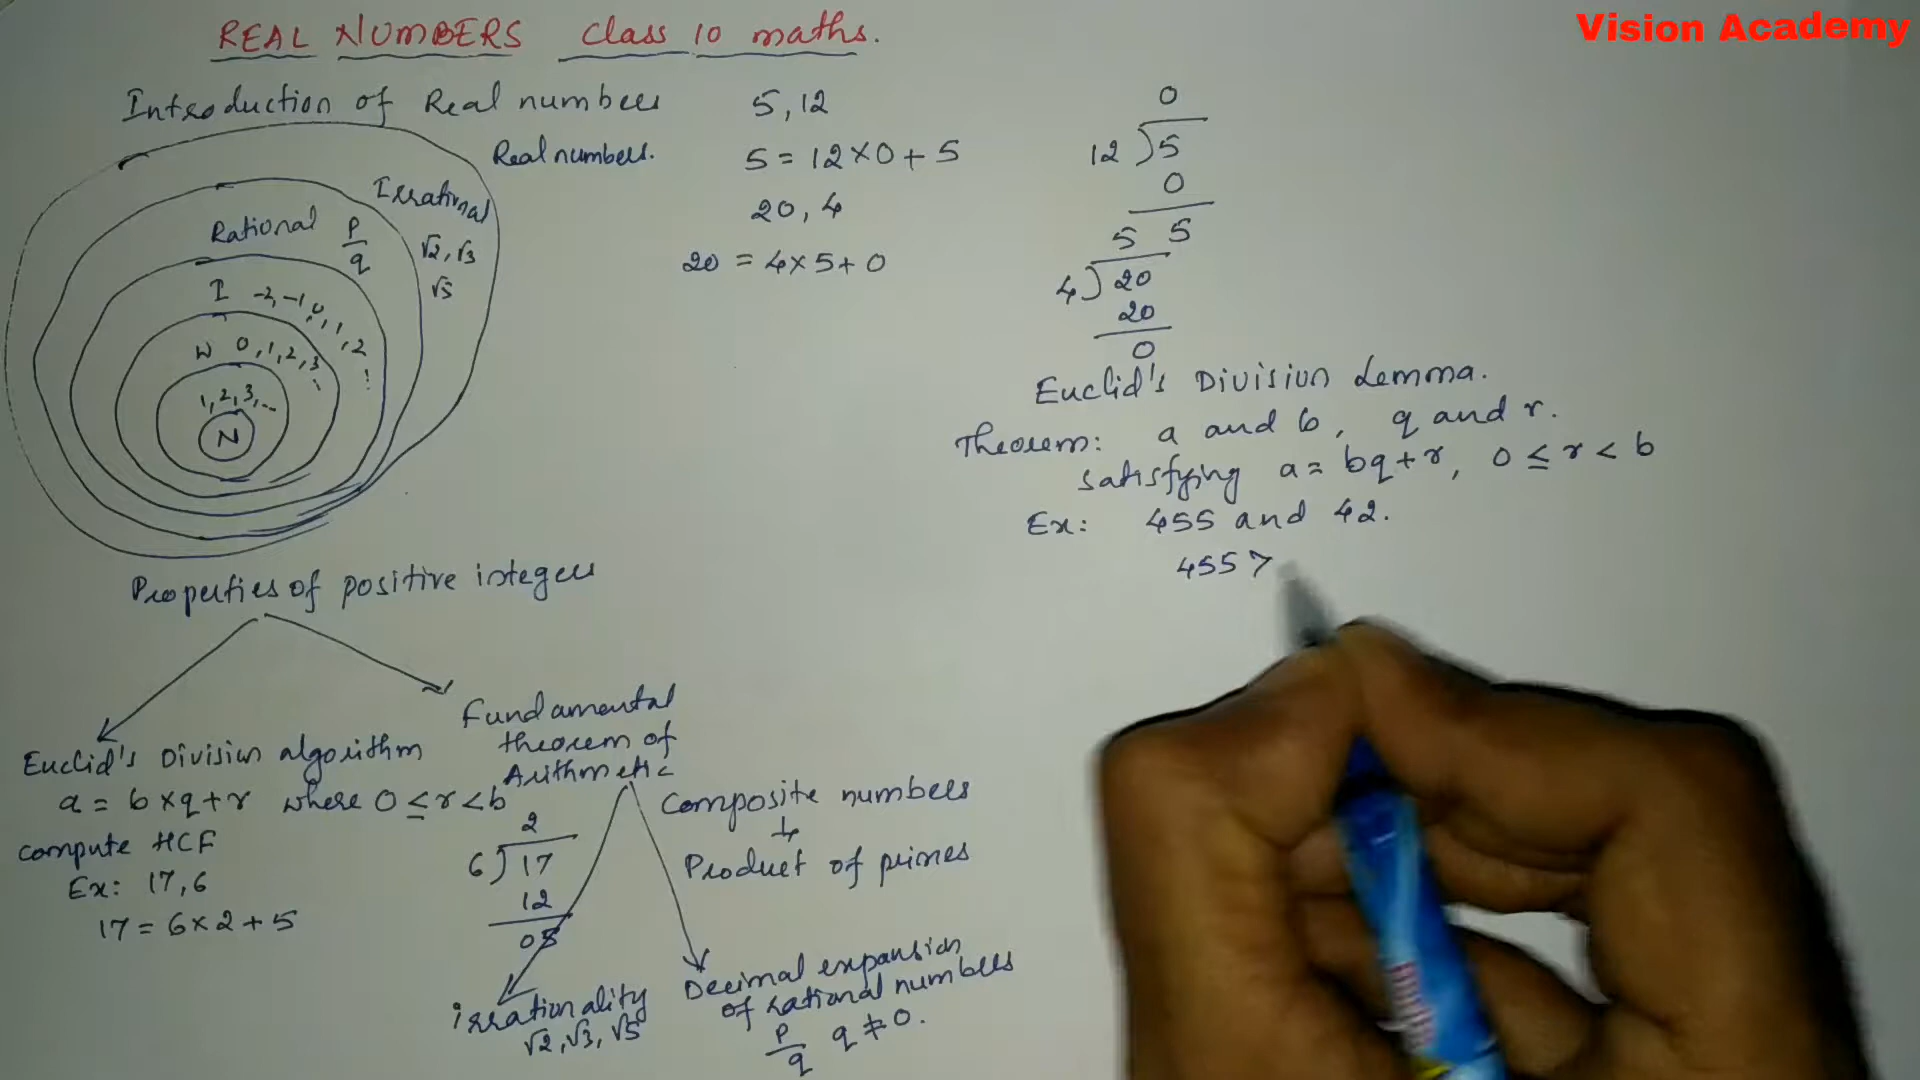 REAL NUMBERS class 10 maths.
Vision Academy
Introduction of Real numbers
Real numbers.
Irrational
√2, √3
√5
Rational p/q
I -2, -1, 0, 1, 2 ...
W 0, 1, 2, 3 ...
1, 2, 3, ...
N
5, 12
5 = 12 × 0 + 5
20, 4
20 = 4 × 5 + 0
0
12 ) 5
0
5
5
4 ) 20
20
0
Euclid's Division Lemma.
Theorem: a and b, q and r.
satisfying a = bq + r, 0 ≤ r < b
Ex: 455 and 42.
455 >
Properties of positive integers
Euclid's Division algorithm
a = b × q + r where 0 ≤ r < b
compute HCF
Ex: 17, 6
17 = 6 × 2 + 5
Fundamental
theorem of
Arithmetic
2
6 ) 17
12
05
Composite numbers
↓
Product of primes
irrationality
√2, √3, √5
Decimal expansion
of rational numbers
p/q q ≠ 0.